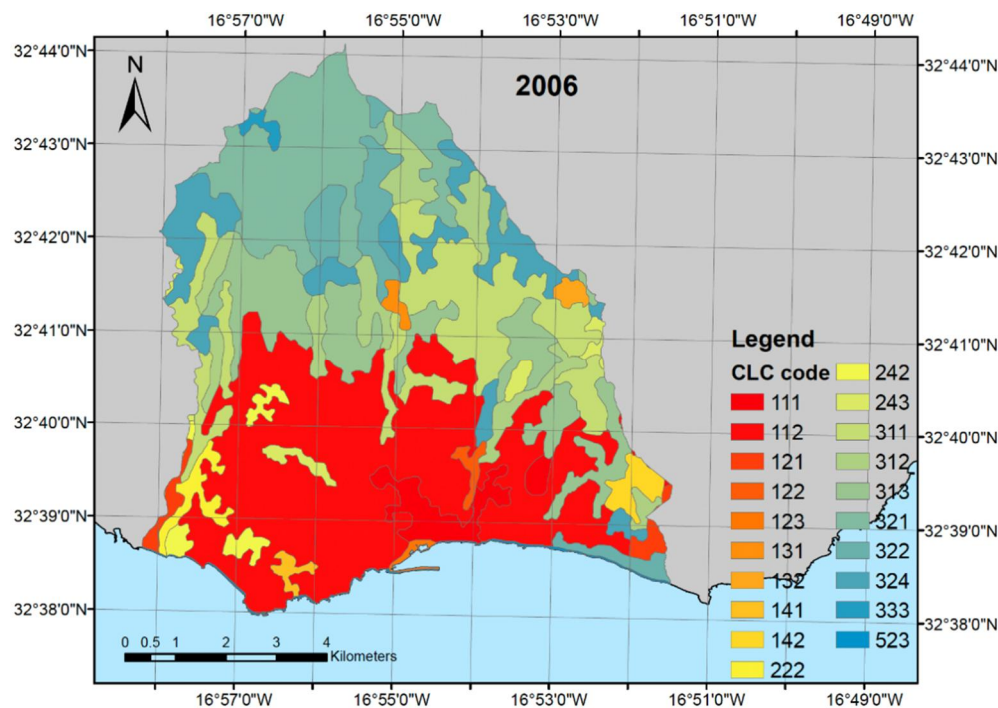 16°57'0"W 16°55'0"W 16°53'0"W 16°51'0"W 16°49'0"W
32°44'0"N 32°44'0"N
N
2006
32°43'0"N 32°43'0"N
32°42'0"N 32°42'0"N
32°41'0"N 32°41'0"N
Legend
CLC code 242
111 243
112 311
32°40'0"N 32°40'0"N
121 312
122 313
32°39'0"N 32°39'0"N
123 321
131 322
132 324
32°38'0"N 32°38'0"N
141 333
142 523
222
0 0.5 1 2 3 4
Kilometers
16°57'0"W 16°55'0"W 16°53'0"W 16°51'0"W 16°49'0"W